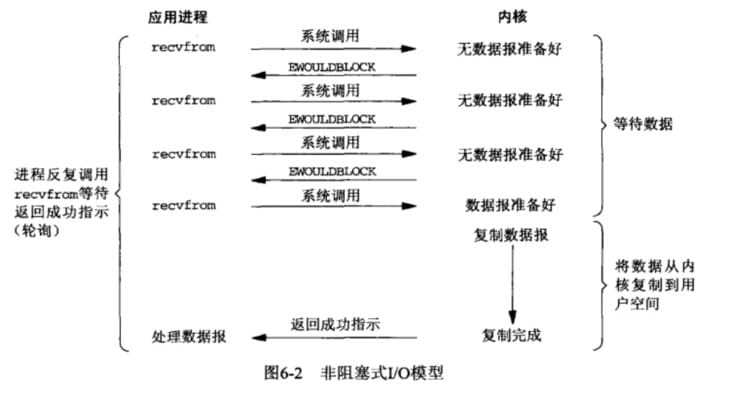 应用进程
内核
recvfrom
系统调用
无数据报准备好
EWOULDBLOCK
recvfrom
系统调用
无数据报准备好
EWOULDBLOCK
等待数据
recvfrom
系统调用
无数据报准备好
EWOULDBLOCK
进程反复调用
recvfrom等待
返回成功指示
（轮询）
recvfrom
系统调用
数据报准备好
复制数据报
将数据从内
核复制到用
户空间
处理数据报
返回成功指示
复制完成
图6-2 非阻塞式I/O模型